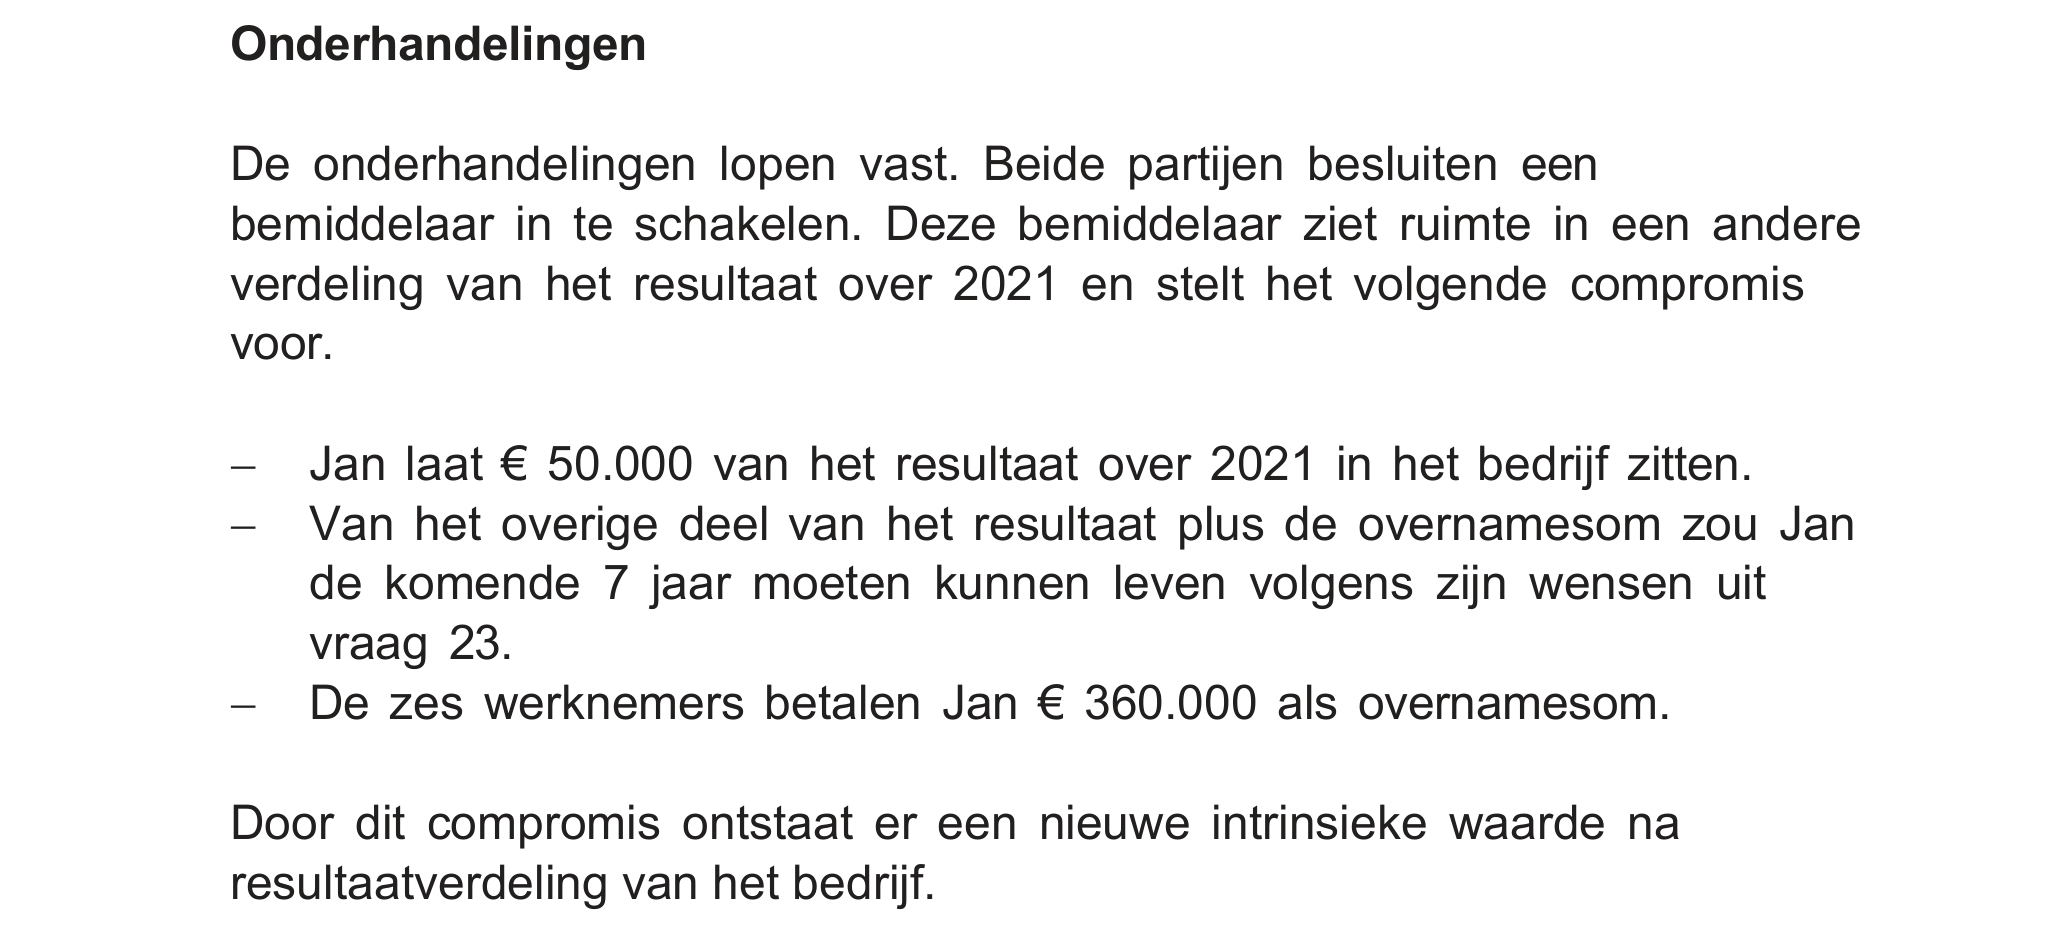 Onderhandelingen
De onderhandelingen lopen vast. Beide partijen besluiten een
bemiddelaar in te schakelen. Deze bemiddelaar ziet ruimte in een andere
verdeling van het resultaat over 2021 en stelt het volgende compromis
voor.
– Jan laat € 50.000 van het resultaat over 2021 in het bedrijf zitten.
– Van het overige deel van het resultaat plus de overnamesom zou Jan
de komende 7 jaar moeten kunnen leven volgens zijn wensen uit
vraag 23.
– De zes werknemers betalen Jan € 360.000 als overnamesom.
Door dit compromis ontstaat er een nieuwe intrinsieke waarde na
resultaatverdeling van het bedrijf.